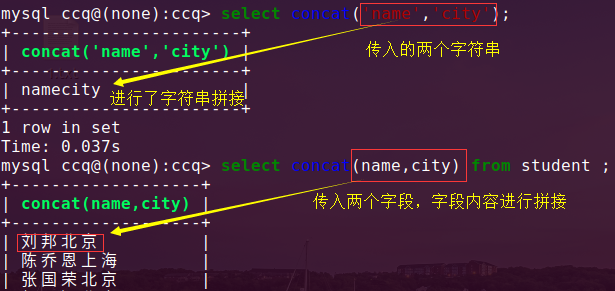 mysql ccq@(none):ccq> select concat('name','city');
+-----------------------+
| concat('name','city') |
传入的两个字符串
+-----------------------+
| namecity              |
进行了字符串拼接
+-----------------------+
1 row in set
Time: 0.037s
mysql ccq@(none):ccq> select concat(name,city) from student ;
+-------------------+
| concat(name,city) |
传入两个字段，字段内容进行拼接
+-------------------+
| 刘邦北京 |
| 陈乔恩上海 |
| 张国荣北京 |